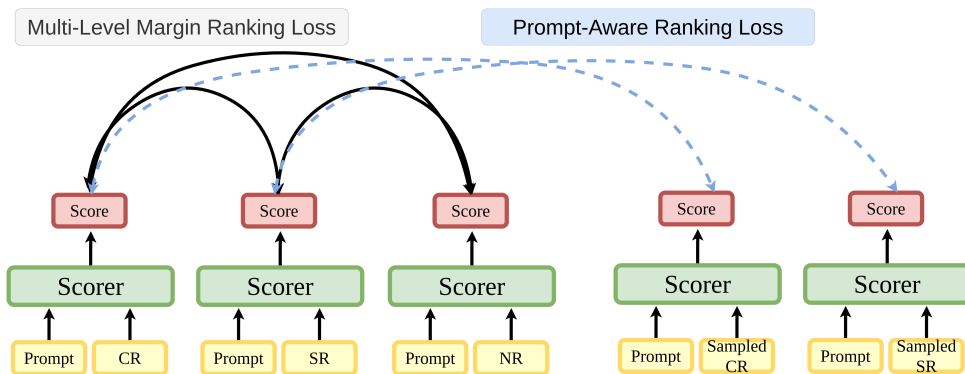 Multi-Level Margin Ranking Loss
Prompt-Aware Ranking Loss
Score
Score
Score
Score
Score
Scorer
Scorer
Scorer
Scorer
Scorer
Prompt
CR
Prompt
SR
Prompt
NR
Prompt
Sampled
CR
Prompt
Sampled
SR